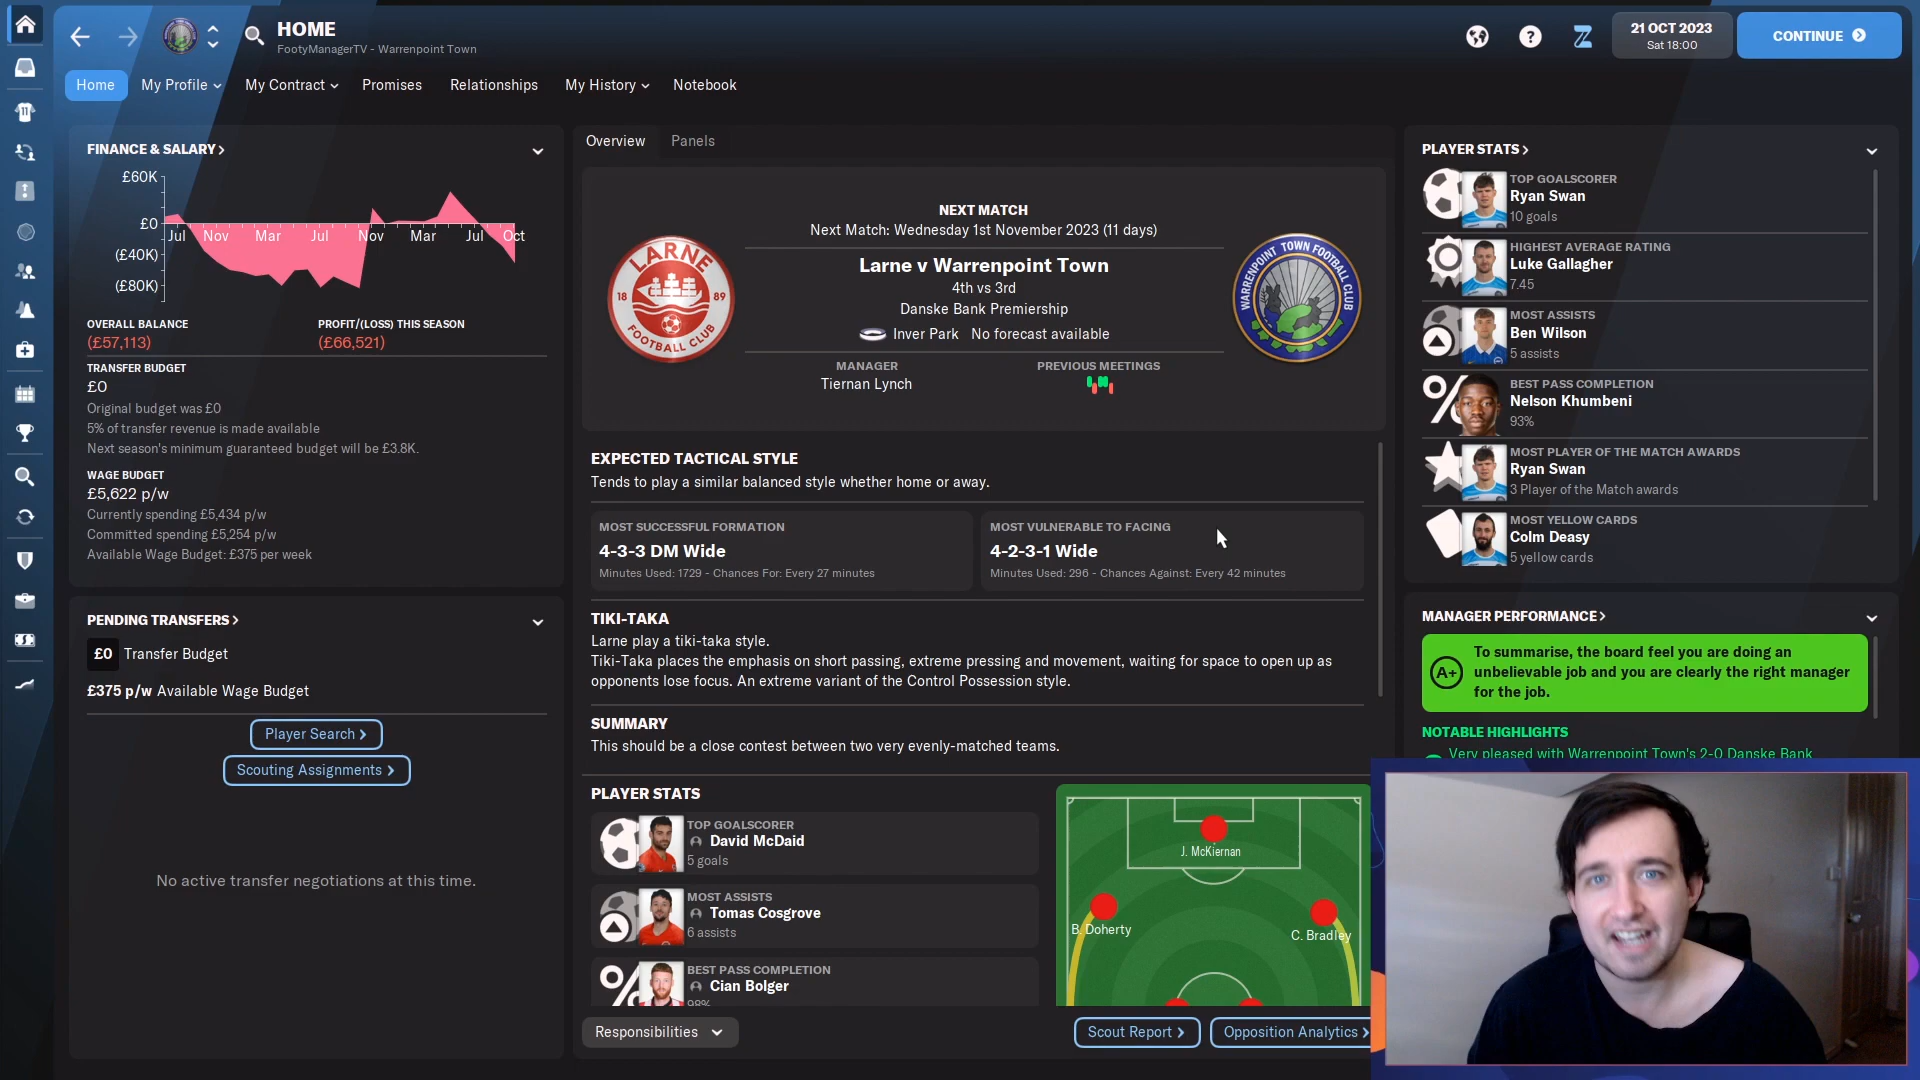 HOME
FootyManagerTV - Warrenpoint Town
21 OCT 2023
Sat 18:00
CONTINUE
Home
My Profile
My Contract
Promises
Relationships
My History
Notebook
FINANCE & SALARY
£60K
£0
(£40K)
(£80K)
Jul Nov Mar Jul Nov Mar Jul Oct
OVERALL BALANCE
(£57,113)
PROFIT/(LOSS) THIS SEASON
(£66,521)
TRANSFER BUDGET
£0
Original budget was £0
5% of transfer revenue is made available
Next season's minimum guaranteed budget will be £3.8K.
WAGE BUDGET
£5,622 p/w
Currently spending £5,434 p/w
Committed spending £5,254 p/w
Available Wage Budget: £375 per week
PENDING TRANSFERS
£0 Transfer Budget
£375 p/w Available Wage Budget
Player Search
Scouting Assignments
No active transfer negotiations at this time.
Overview
Panels
NEXT MATCH
Next Match: Wednesday 1st November 2023 (11 days)
LARNE
18 89
FOOTBALL CLUB
Larne v Warrenpoint Town
4th vs 3rd
Danske Bank Premiership
Inver Park No forecast available
MANAGER
Tiernan Lynch
PREVIOUS MEETINGS
WARRENPOINT TOWN FOOTBALL CLUB
EXPECTED TACTICAL STYLE
Tends to play a similar balanced style whether home or away.
MOST SUCCESSFUL FORMATION
4-3-3 DM Wide
Minutes Used: 1729 - Chances For: Every 27 minutes
MOST VULNERABLE TO FACING
4-2-3-1 Wide
Minutes Used: 296 - Chances Against: Every 42 minutes
TIKI-TAKA
Larne play a tiki-taka style.
Tiki-Taka places the emphasis on short passing, extreme pressing and movement, waiting for space to open up as
opponents lose focus. An extreme variant of the Control Possession style.
SUMMARY
This should be a close contest between two very evenly-matched teams.
PLAYER STATS
TOP GOALSCORER
David McDaid
5 goals
MOST ASSISTS
Tomas Cosgrove
6 assists
BEST PASS COMPLETION
Cian Bolger
98%
J. McKiernan
B. Doherty
C. Bradley
Responsibilities
Scout Report
Opposition Analytics
PLAYER STATS
TOP GOALSCORER
Ryan Swan
10 goals
HIGHEST AVERAGE RATING
Luke Gallagher
7.45
MOST ASSISTS
Ben Wilson
5 assists
BEST PASS COMPLETION
Nelson Khumbeni
93%
MOST PLAYER OF THE MATCH AWARDS
Ryan Swan
3 Player of the Match awards
MOST YELLOW CARDS
Colm Deasy
5 yellow cards
MANAGER PERFORMANCE
A+
To summarise, the board feel you are doing an
unbelievable job and you are clearly the right manager
for the job.
NOTABLE HIGHLIGHTS
Very pleased with Warrenpoint Town's 2-0 Danske Bank